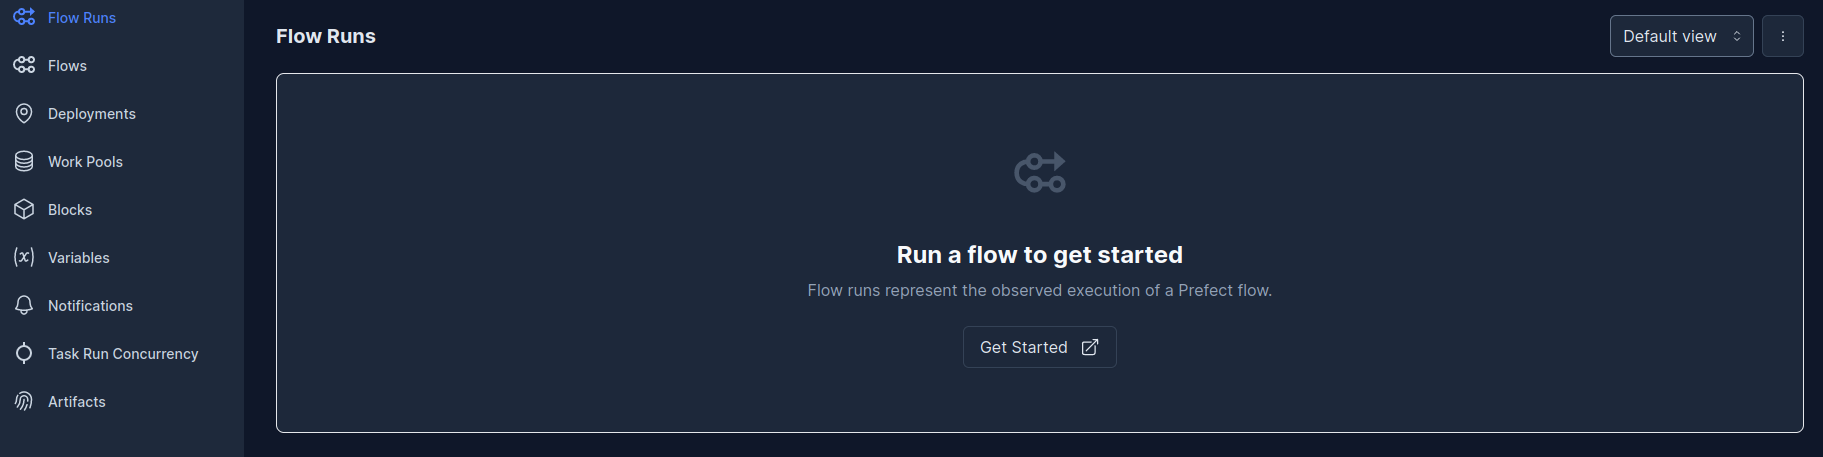 Flow Runs
Flows
Deployments
Work Pools
Blocks
Variables
Notifications
Task Run Concurrency
Artifacts
Flow Runs
Default view
Run a flow to get started
Flow runs represent the observed execution of a Prefect flow.
Get Started